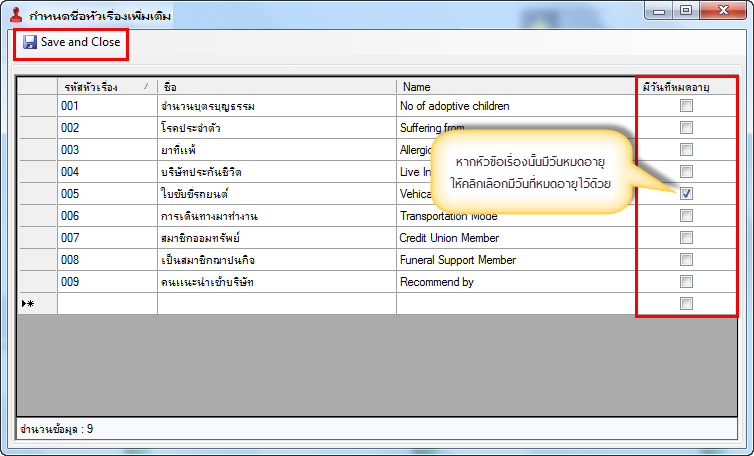 กำหนดชื่อหัวเรื่องเพิ่มเติม
Save and Close
รหัสหัวเรื่อง ชื่อ Name มีวันที่หมดอายุ
001 จำนวนบุตรบุญธรรม No of adoptive children
002 โรคประจำตัว Suffering from
003 ยาที่แพ้
004 บริษัทประกันชีวิต Live
005 ใบขับขี่รถยนต์
006 การเดินทางมาทำงาน Transportation Mode
007 สมาชิกออมทรัพย์ Credit Union Member
008 เป็นสมาชิกฌาปนกิจ Funeral Support Member
009 คนแนะนำเข้าบริษัท Recommend by
หากหัวข้อเรื่องนั้นมีวันหมดอายุ
ให้คลิกเลือกมีวันที่หมดอายุไว้ด้วย
จำนวนข้อมูล : 9